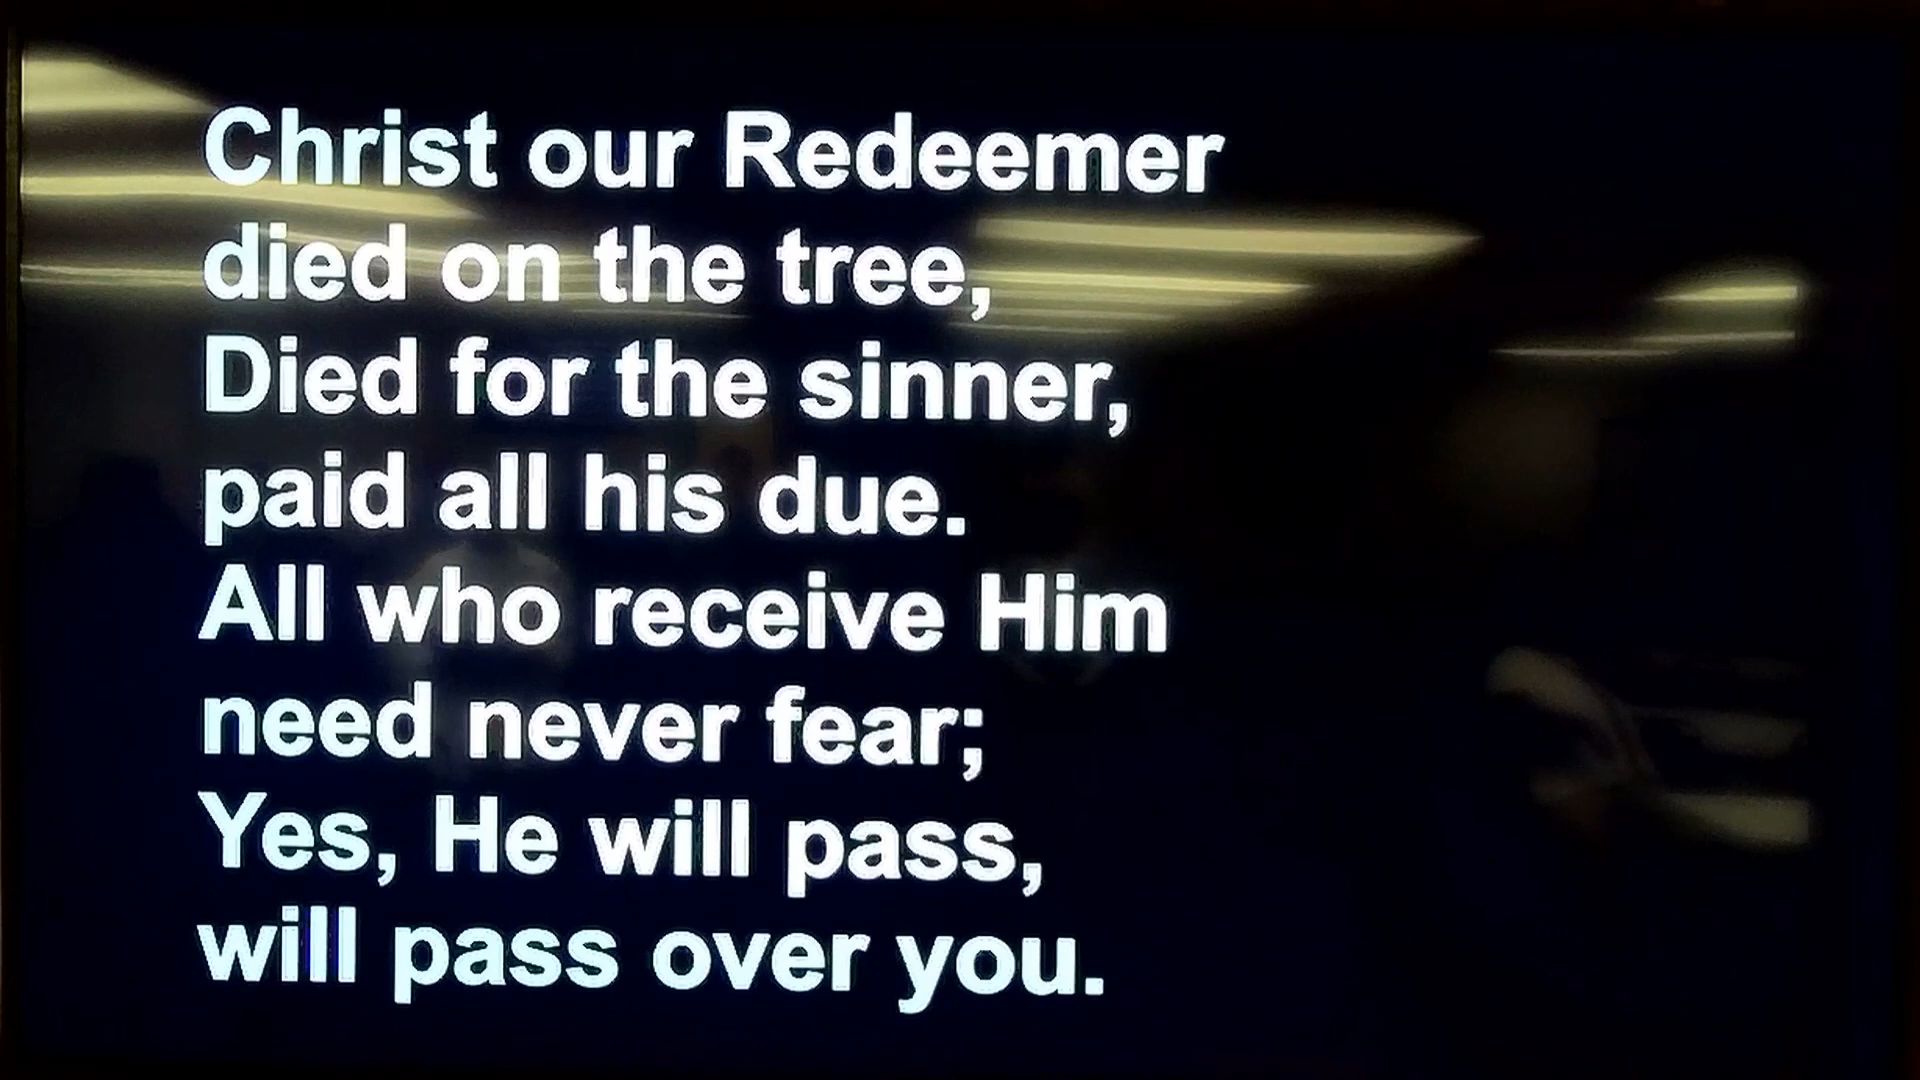 Christ our Redeemer
died on the tree,
Died for the sinner,
paid all his due.
All who receive Him
need never fear;
Yes, He will pass,
will pass over you.